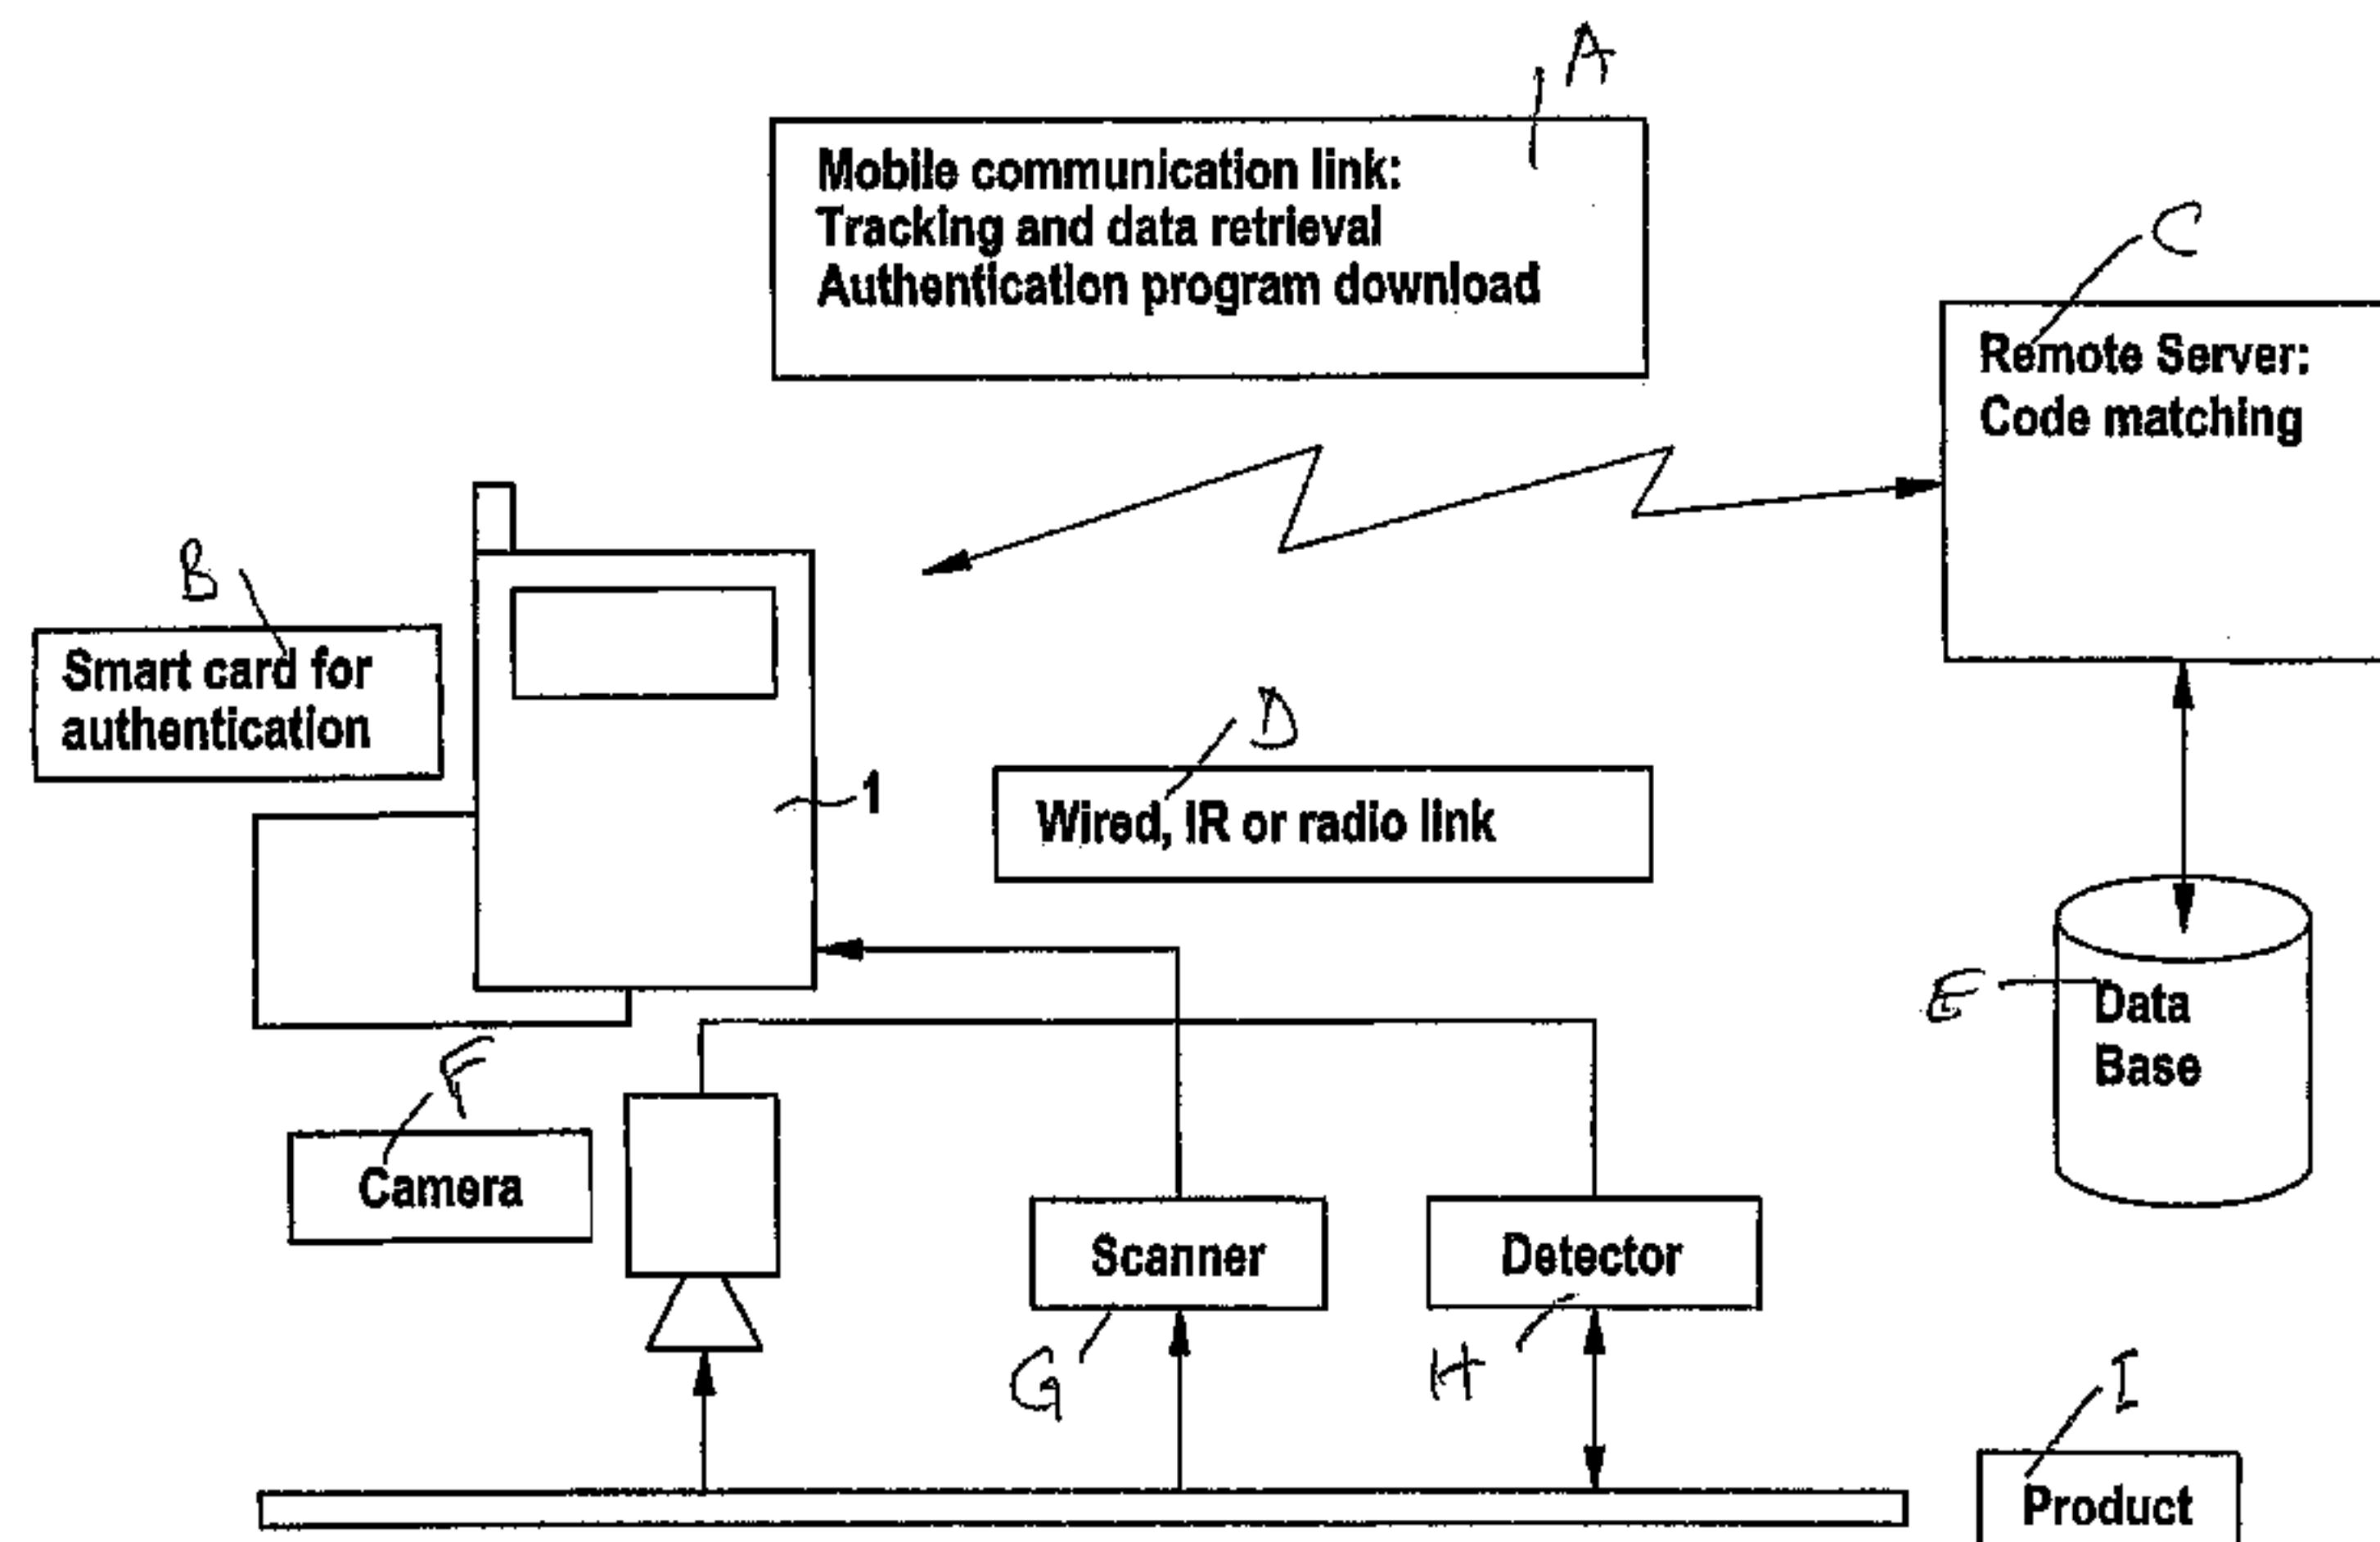 A
Mobile communication link:
Tracking and data retrieval
Authentication program download
C
Remote Server:
Code matching
B
Smart card for
authentication
1
D
Wired, IR or radio link
E
Data
Base
F
Camera
Scanner
Detector
G
H
I
Product